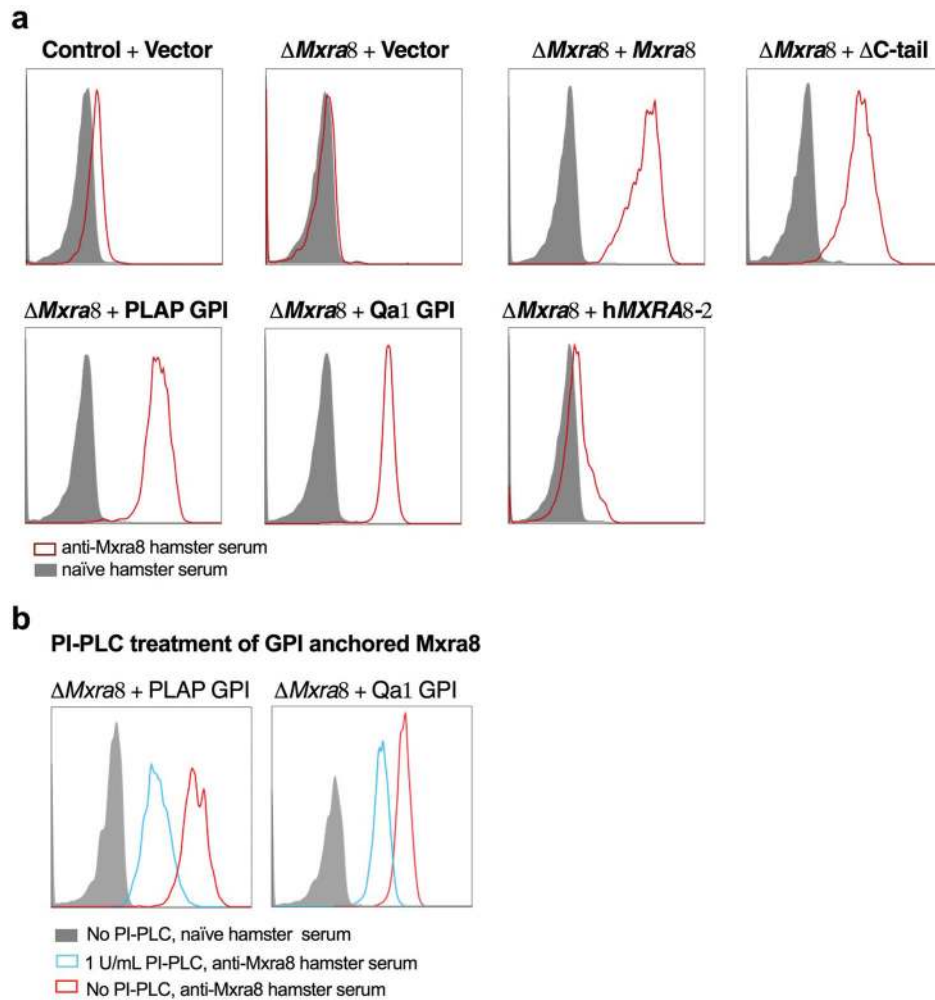 a
Control + Vector
ΔMxra8 + Vector
ΔMxra8 + Mxra8
ΔMxra8 + ΔC-tail
ΔMxra8 + PLAP GPI
ΔMxra8 + Qa1 GPI
ΔMxra8 + hMXRA8-2
anti-Mxra8 hamster serum
naïve hamster serum
b
PI-PLC treatment of GPI anchored Mxra8
ΔMxra8 + PLAP GPI
ΔMxra8 + Qa1 GPI
No PI-PLC, naïve hamster serum
1 U/mL PI-PLC, anti-Mxra8 hamster serum
No PI-PLC, anti-Mxra8 hamster serum